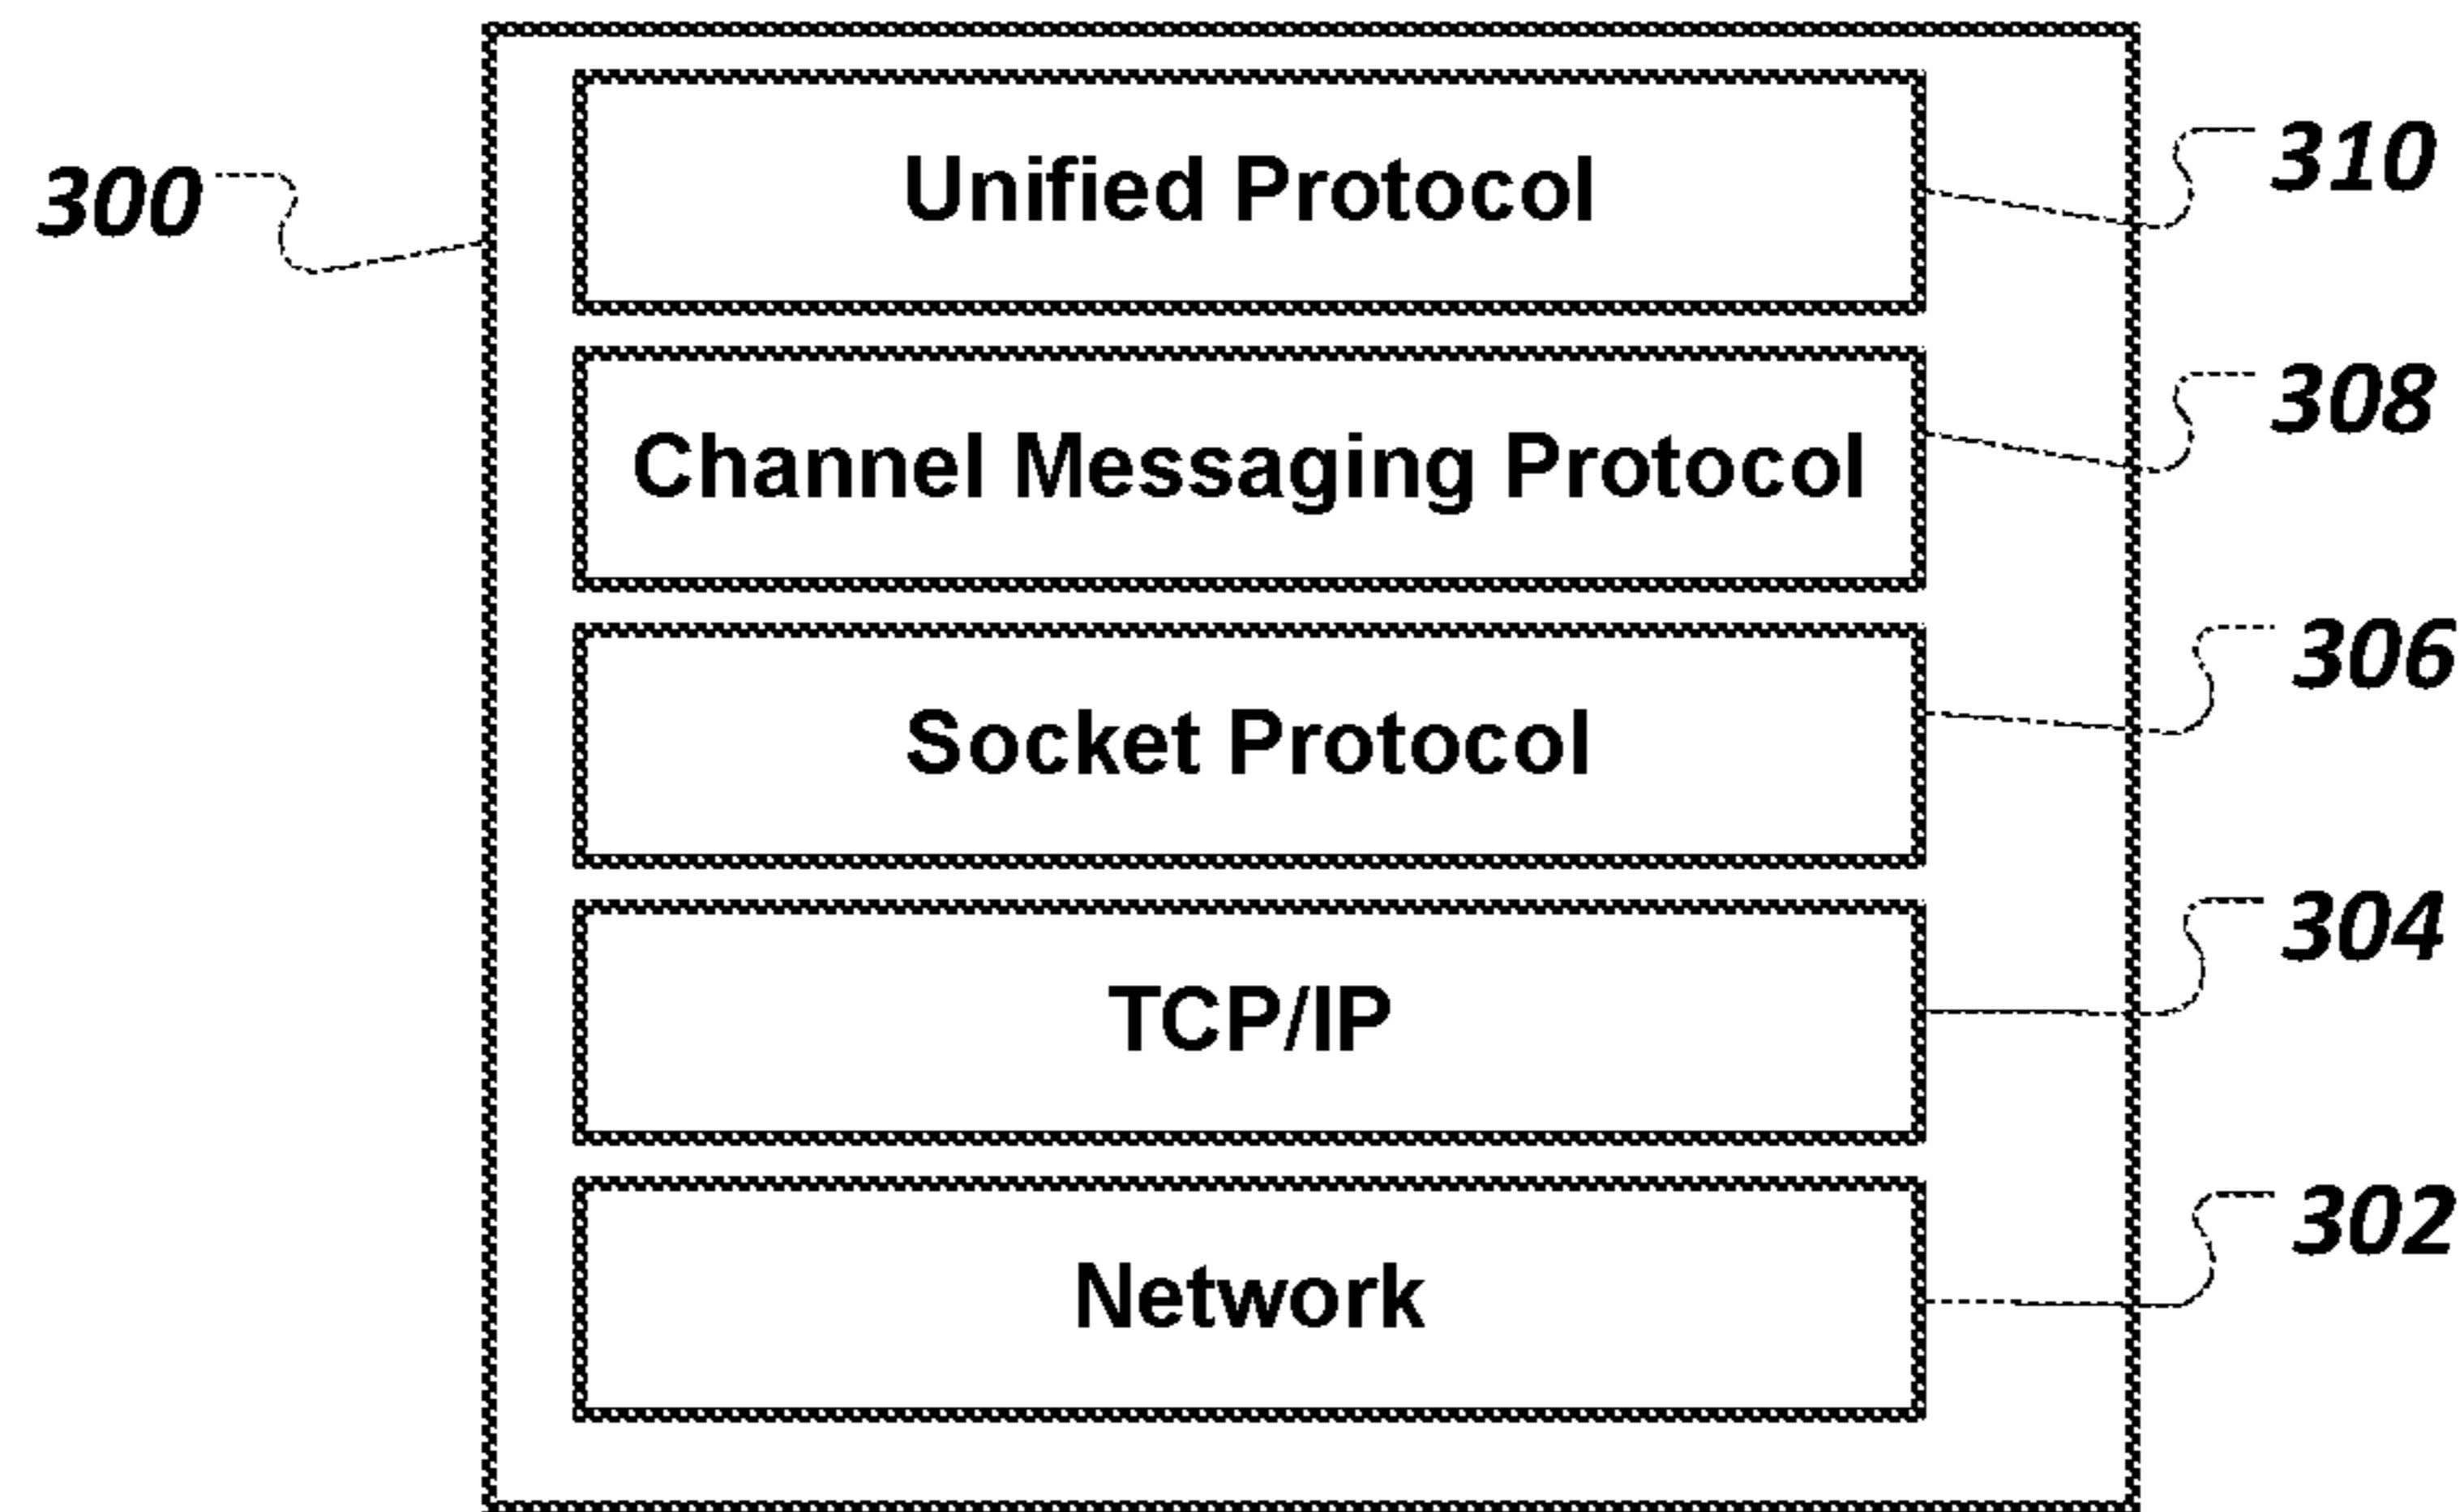 300
Unified Protocol
310
Channel Messaging Protocol
308
Socket Protocol
306
TCP/IP
304
Network
302